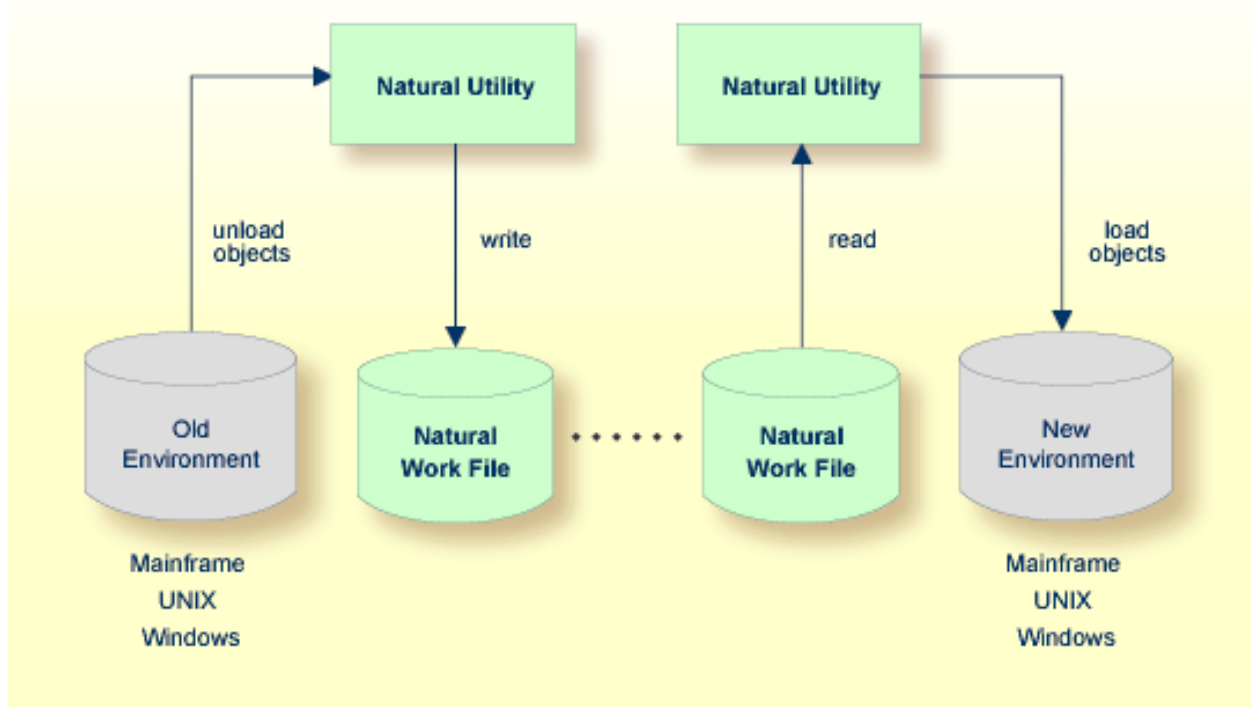 Natural Utility
Natural Utility
unload
objects
write
read
load
objects
Old
Environment
Natural
Work File
Natural
Work File
New
Environment
Mainframe
UNIX
Windows
Mainframe
UNIX
Windows